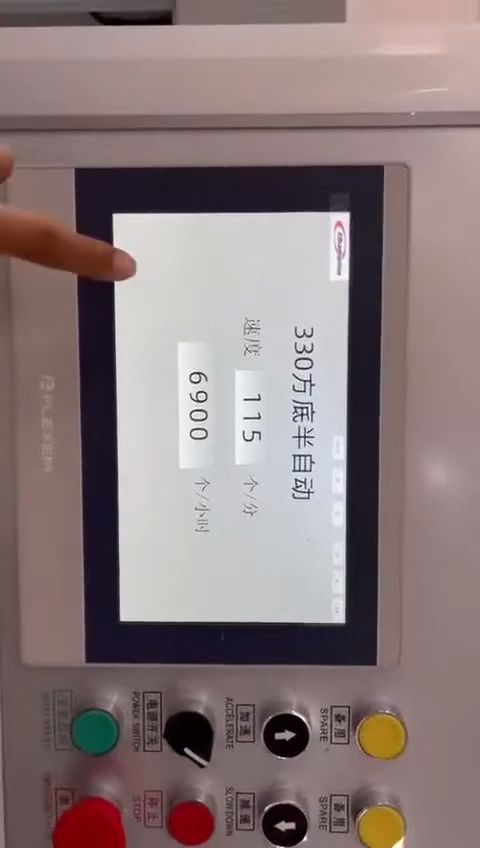 Champion
330方底半自动
速度 115 个/分
6900 个/小时
FLEXEM
备用
SPARE
加速
ACCELERATE
电源开关
POWER SWITCH
备用
SPARE
减速
SLOW DOWN
停止
STOP